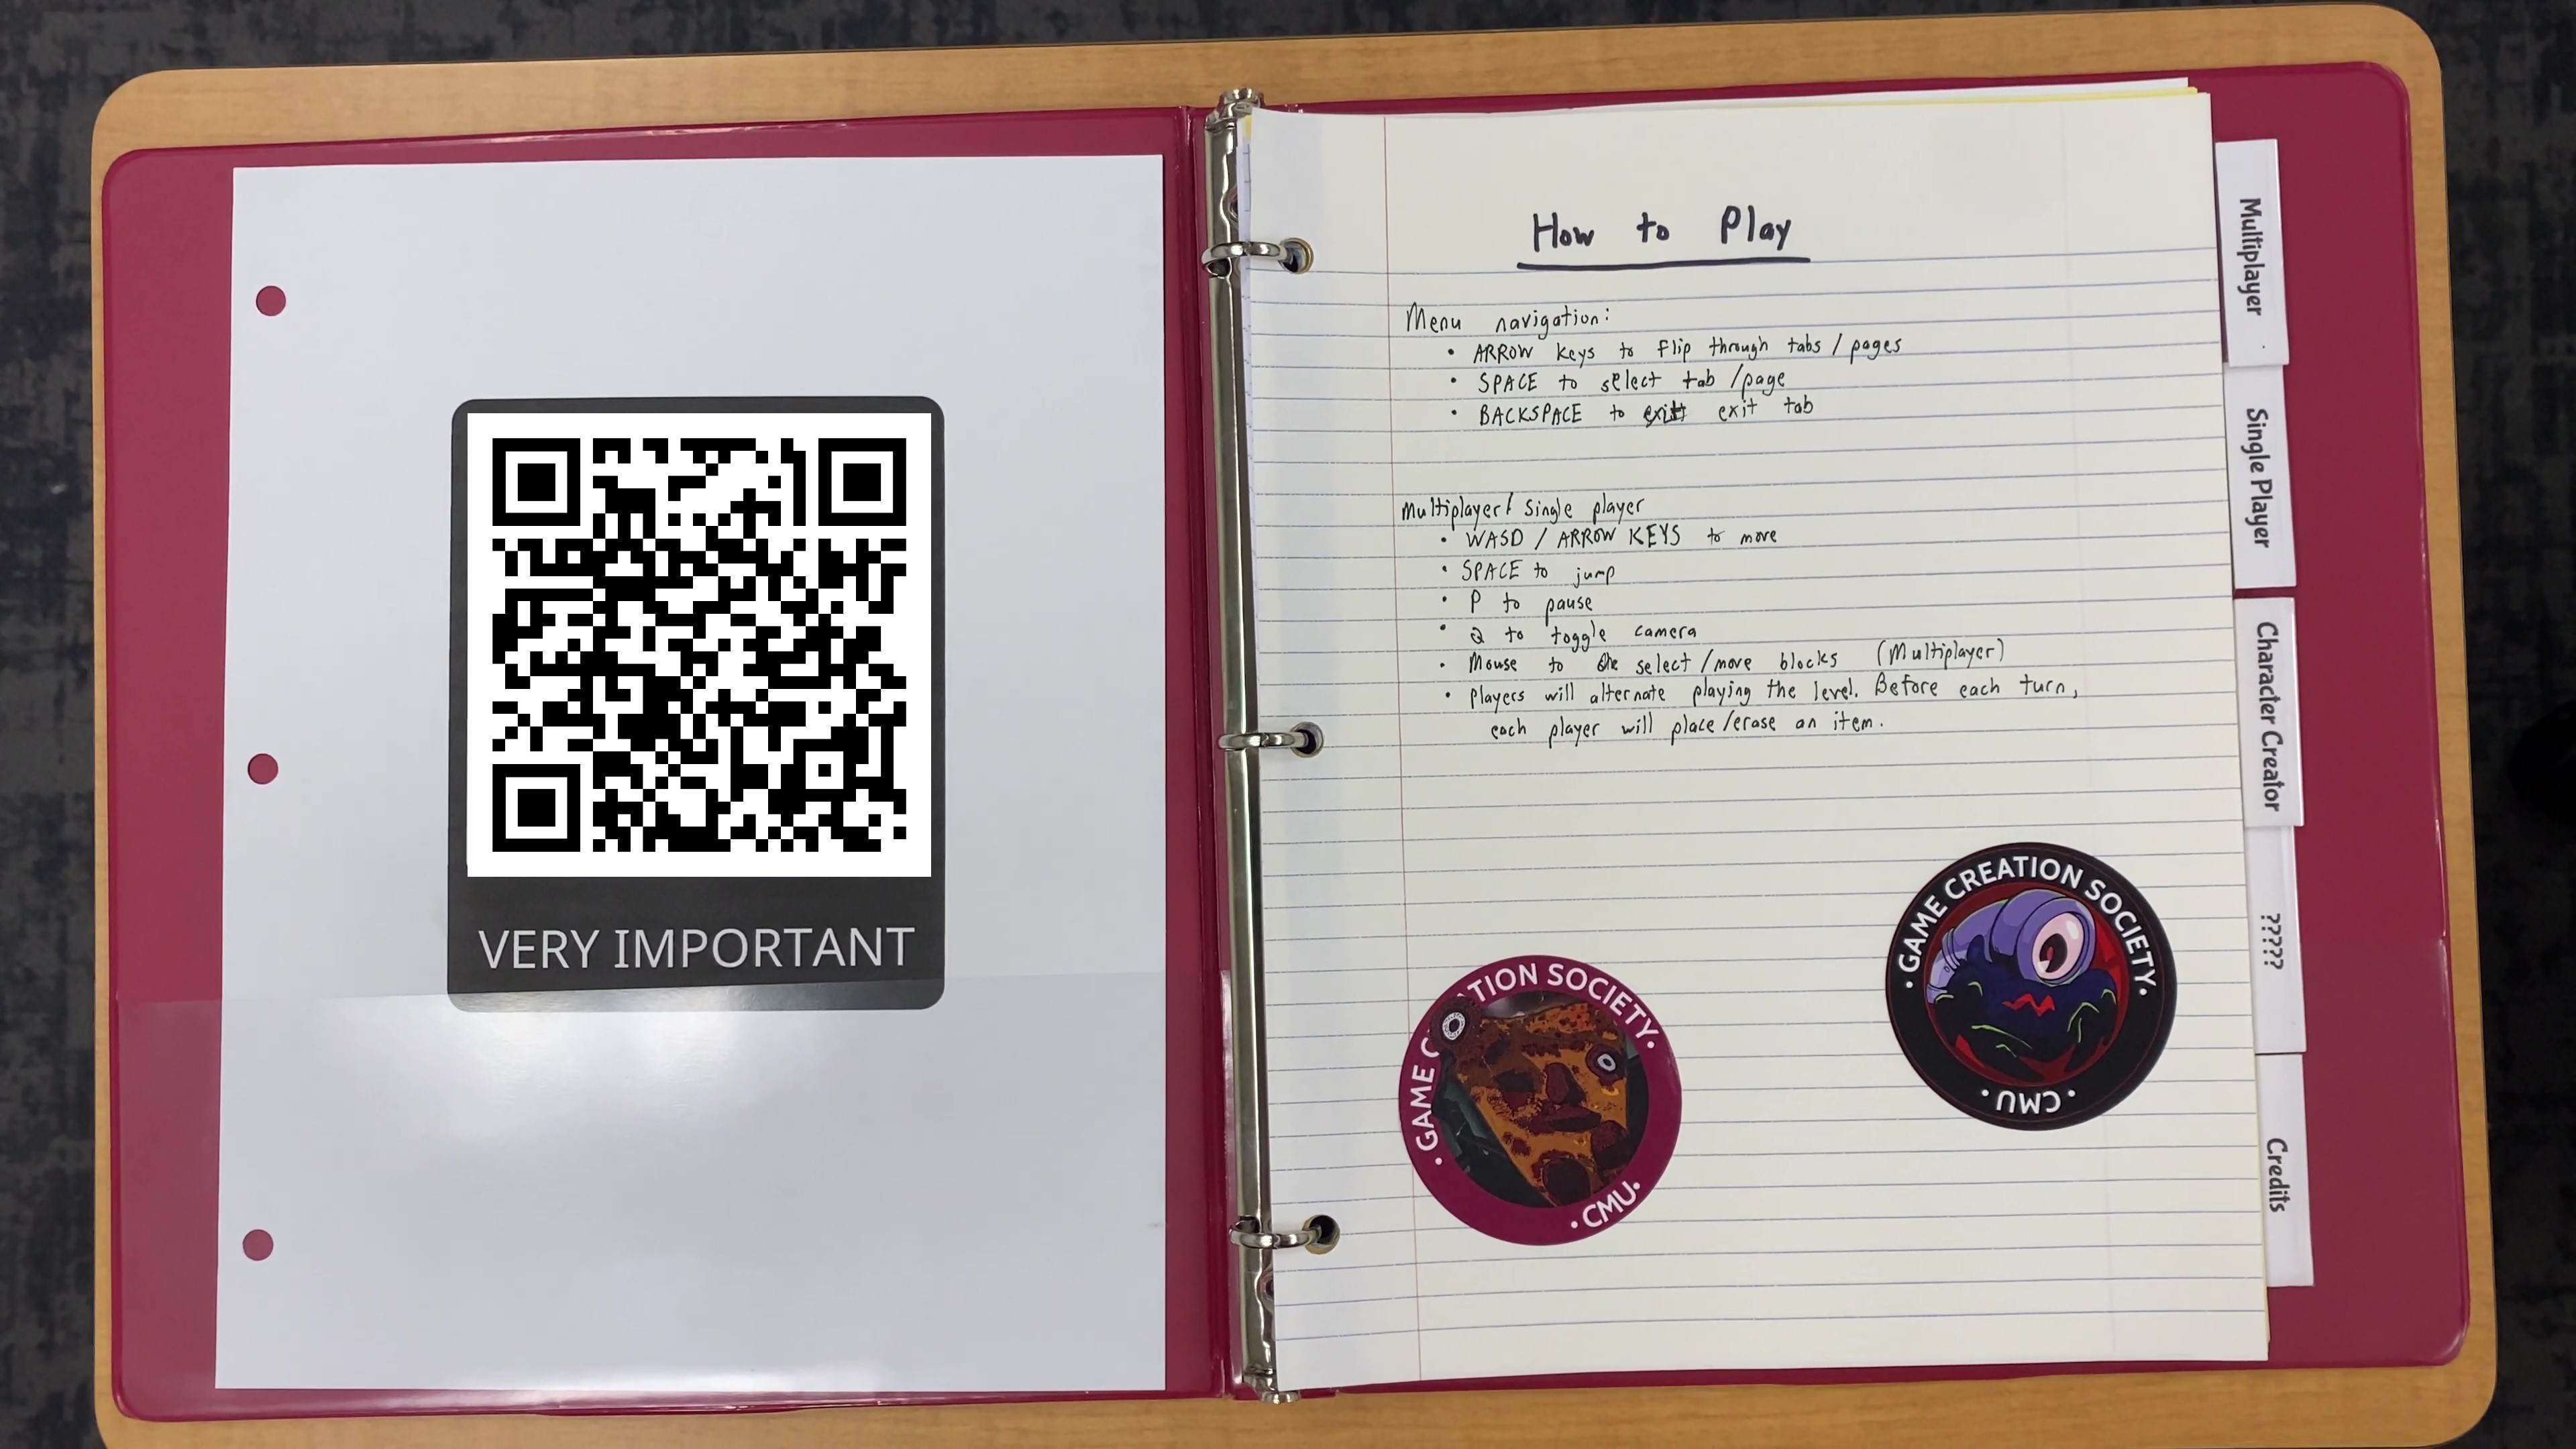 VERY IMPORTANT
How to Play
Menu navigation:
• ARROW keys to flip through tabs / pages
• SPACE to select tab / page
• BACKSPACE to exit exit tab
Multiplayer / Single player
• WASD / ARROW KEYS to move
• SPACE to jump
• P to pause
• Q to toggle camera
• Mouse to select / move blocks (Multiplayer)
• Players will alternate playing the level. Before each turn,
each player will place / erase an item.
Multiplayer
Single Player
Character Creator
?????
Credits
• GAME C TION SOCIETY •
• CMU •
• GAME CREATION SOCIETY •
• CMU •